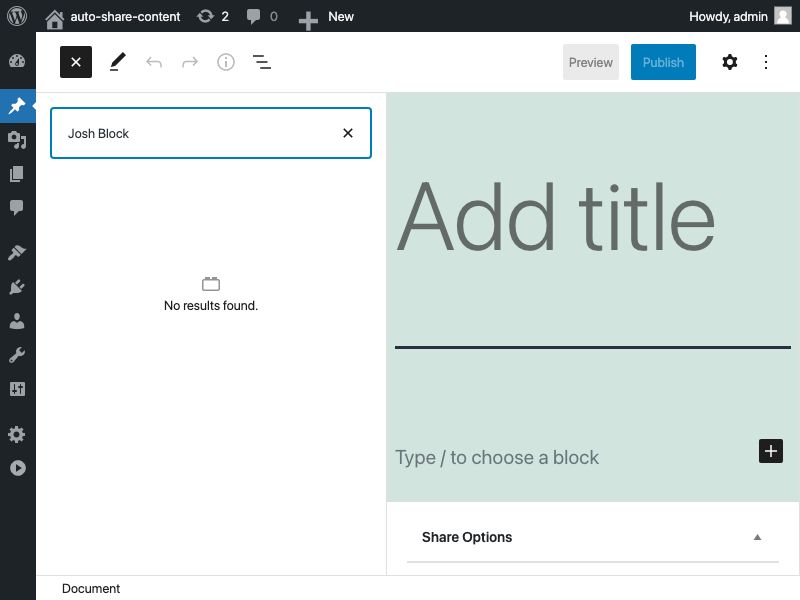 auto-share-content 2 0 New Howdy, admin
Preview Publish
Josh Block
Add title
No results found.
Type / to choose a block
Share Options
Document